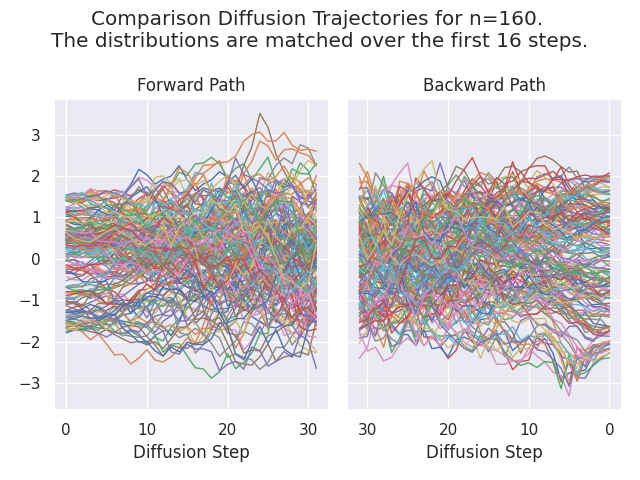 Comparison Diffusion Trajectories for n=160.
The distributions are matched over the first 16 steps.
Forward Path
Backward Path
3
2
1
0
−1
−2
−3
0 10 20 30
30 20 10 0
Diffusion Step
Diffusion Step